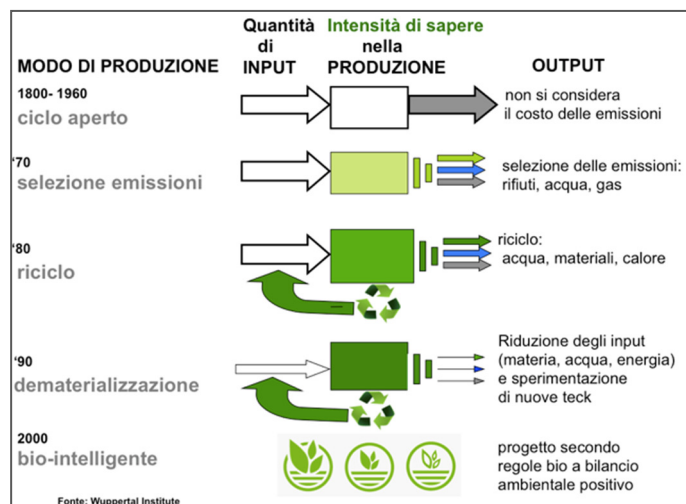 Quantità
di
INPUT
Intensità di sapere
nella
PRODUZIONE
MODO DI PRODUZIONE
OUTPUT
1800- 1960
ciclo aperto
non si considera
il costo delle emissioni
'70
selezione emissioni
selezione delle emissioni:
rifiuti, acqua, gas
'80
riciclo
riciclo:
acqua, materiali, calore
'90
dematerializzazione
Riduzione degli input
(materia, acqua, energia)
e sperimentazione
di nuove teck
2000
bio-intelligente
progetto secondo
regole bio a bilancio
ambientale positivo
Fonte: Wuppertal Institute